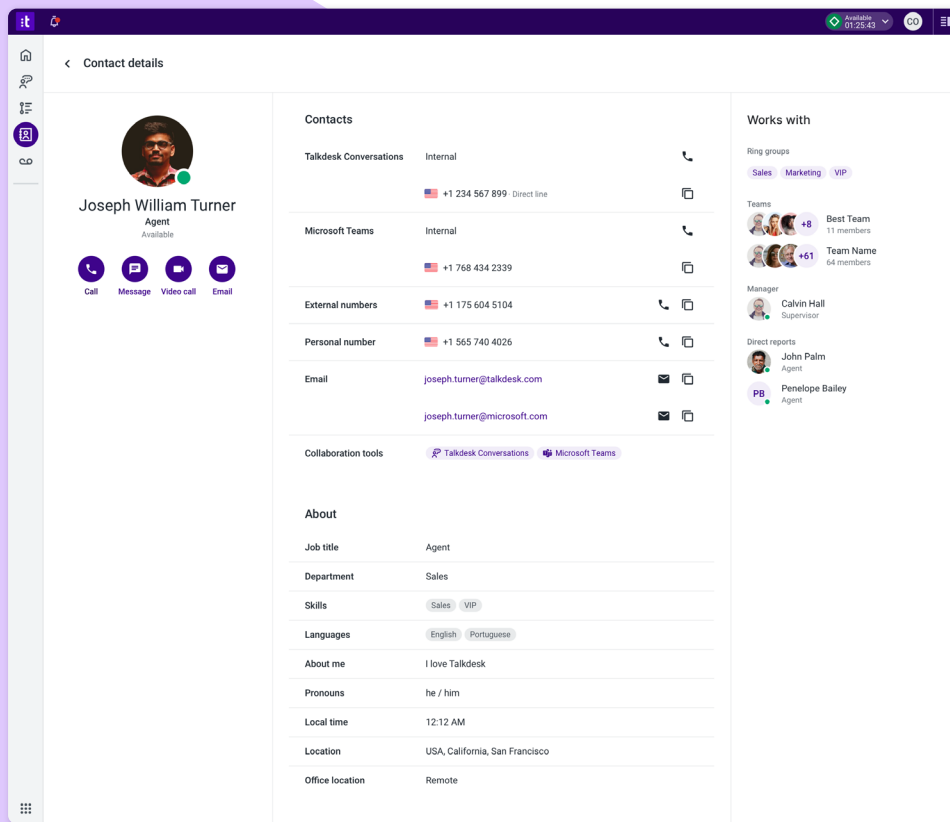 :t
Available
01:25:43
CO
Contact details
Joseph William Turner
Agent
Available
Call
Message
Video call
Email
Contacts
Talkdesk Conversations
Internal
+1 234 567 899 · Direct line
Microsoft Teams
Internal
+1 768 434 2339
External numbers
+1 175 604 5104
Personal number
+1 565 740 4026
Email
joseph.turner@talkdesk.com
joseph.turner@microsoft.com
Collaboration tools
Talkdesk Conversations
Microsoft Teams
About
Job title
Agent
Department
Sales
Skills
Sales
VIP
Languages
English
Portuguese
About me
I love Talkdesk
Pronouns
he / him
Local time
12:12 AM
Location
USA, California, San Francisco
Office location
Remote
Works with
Ring groups
Sales
Marketing
VIP
Teams
+8
Best Team
11 members
+61
Team Name
64 members
Manager
Calvin Hall
Supervisor
Direct reports
John Palm
Agent
PB
Penelope Bailey
Agent